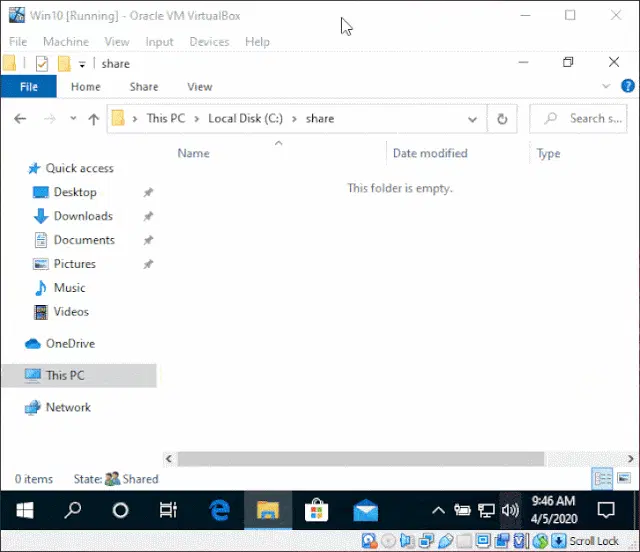 Win10 [Running] - Oracle VM VirtualBox
File Machine View Input Devices Help
share
File Home Share View
This PC Local Disk (C:) share Search s...
Name Date modified Type
This folder is empty.
Quick access
Desktop
Downloads
Documents
Pictures
Music
Videos
OneDrive
This PC
Network
0 items State: Shared
9:46 AM
4/5/2020
Scroll Lock